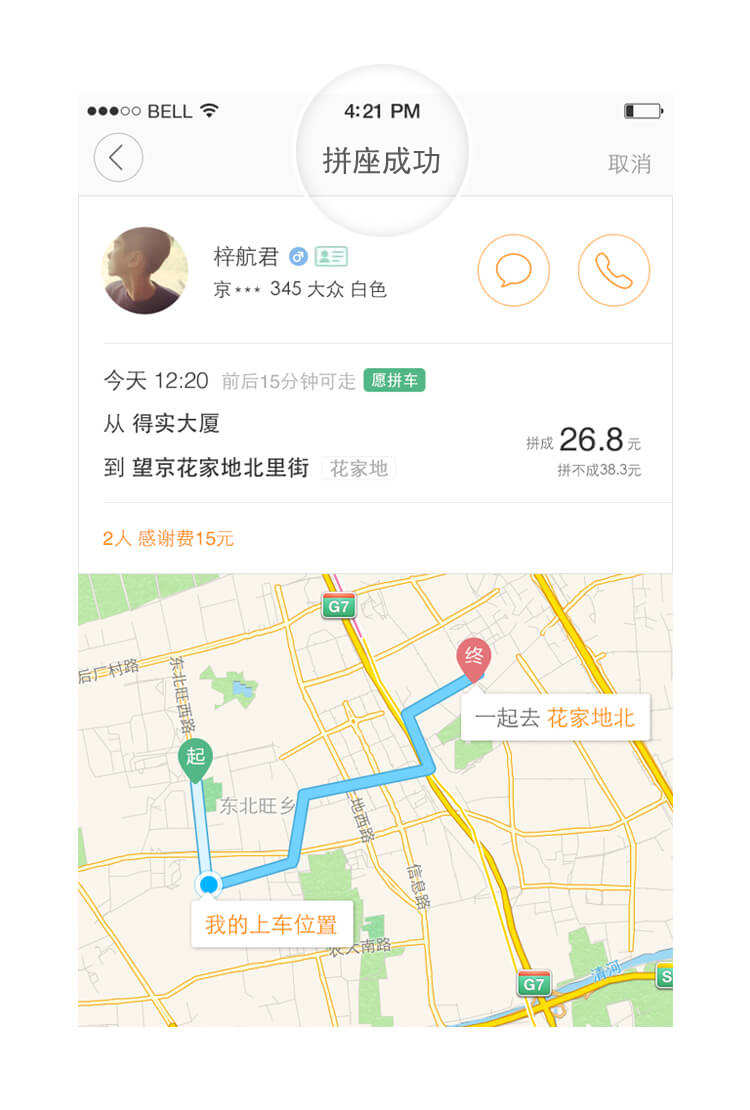 BELL 4:21 PM
拼座成功
取消
梓航君
京*** 345 大众 白色
今天 12:20 前后15分钟可走 愿拼车
从 得实大厦
拼成 26.8 元
到 望京花家地北里街 花家地
拼不成38.3元
2人 感谢费15元
G7
终
后厂村路
东北旺西路
一起去 花家地北
起
东北旺乡
地西路
信息路
我的上车位置
农大南路
清河
G7
S